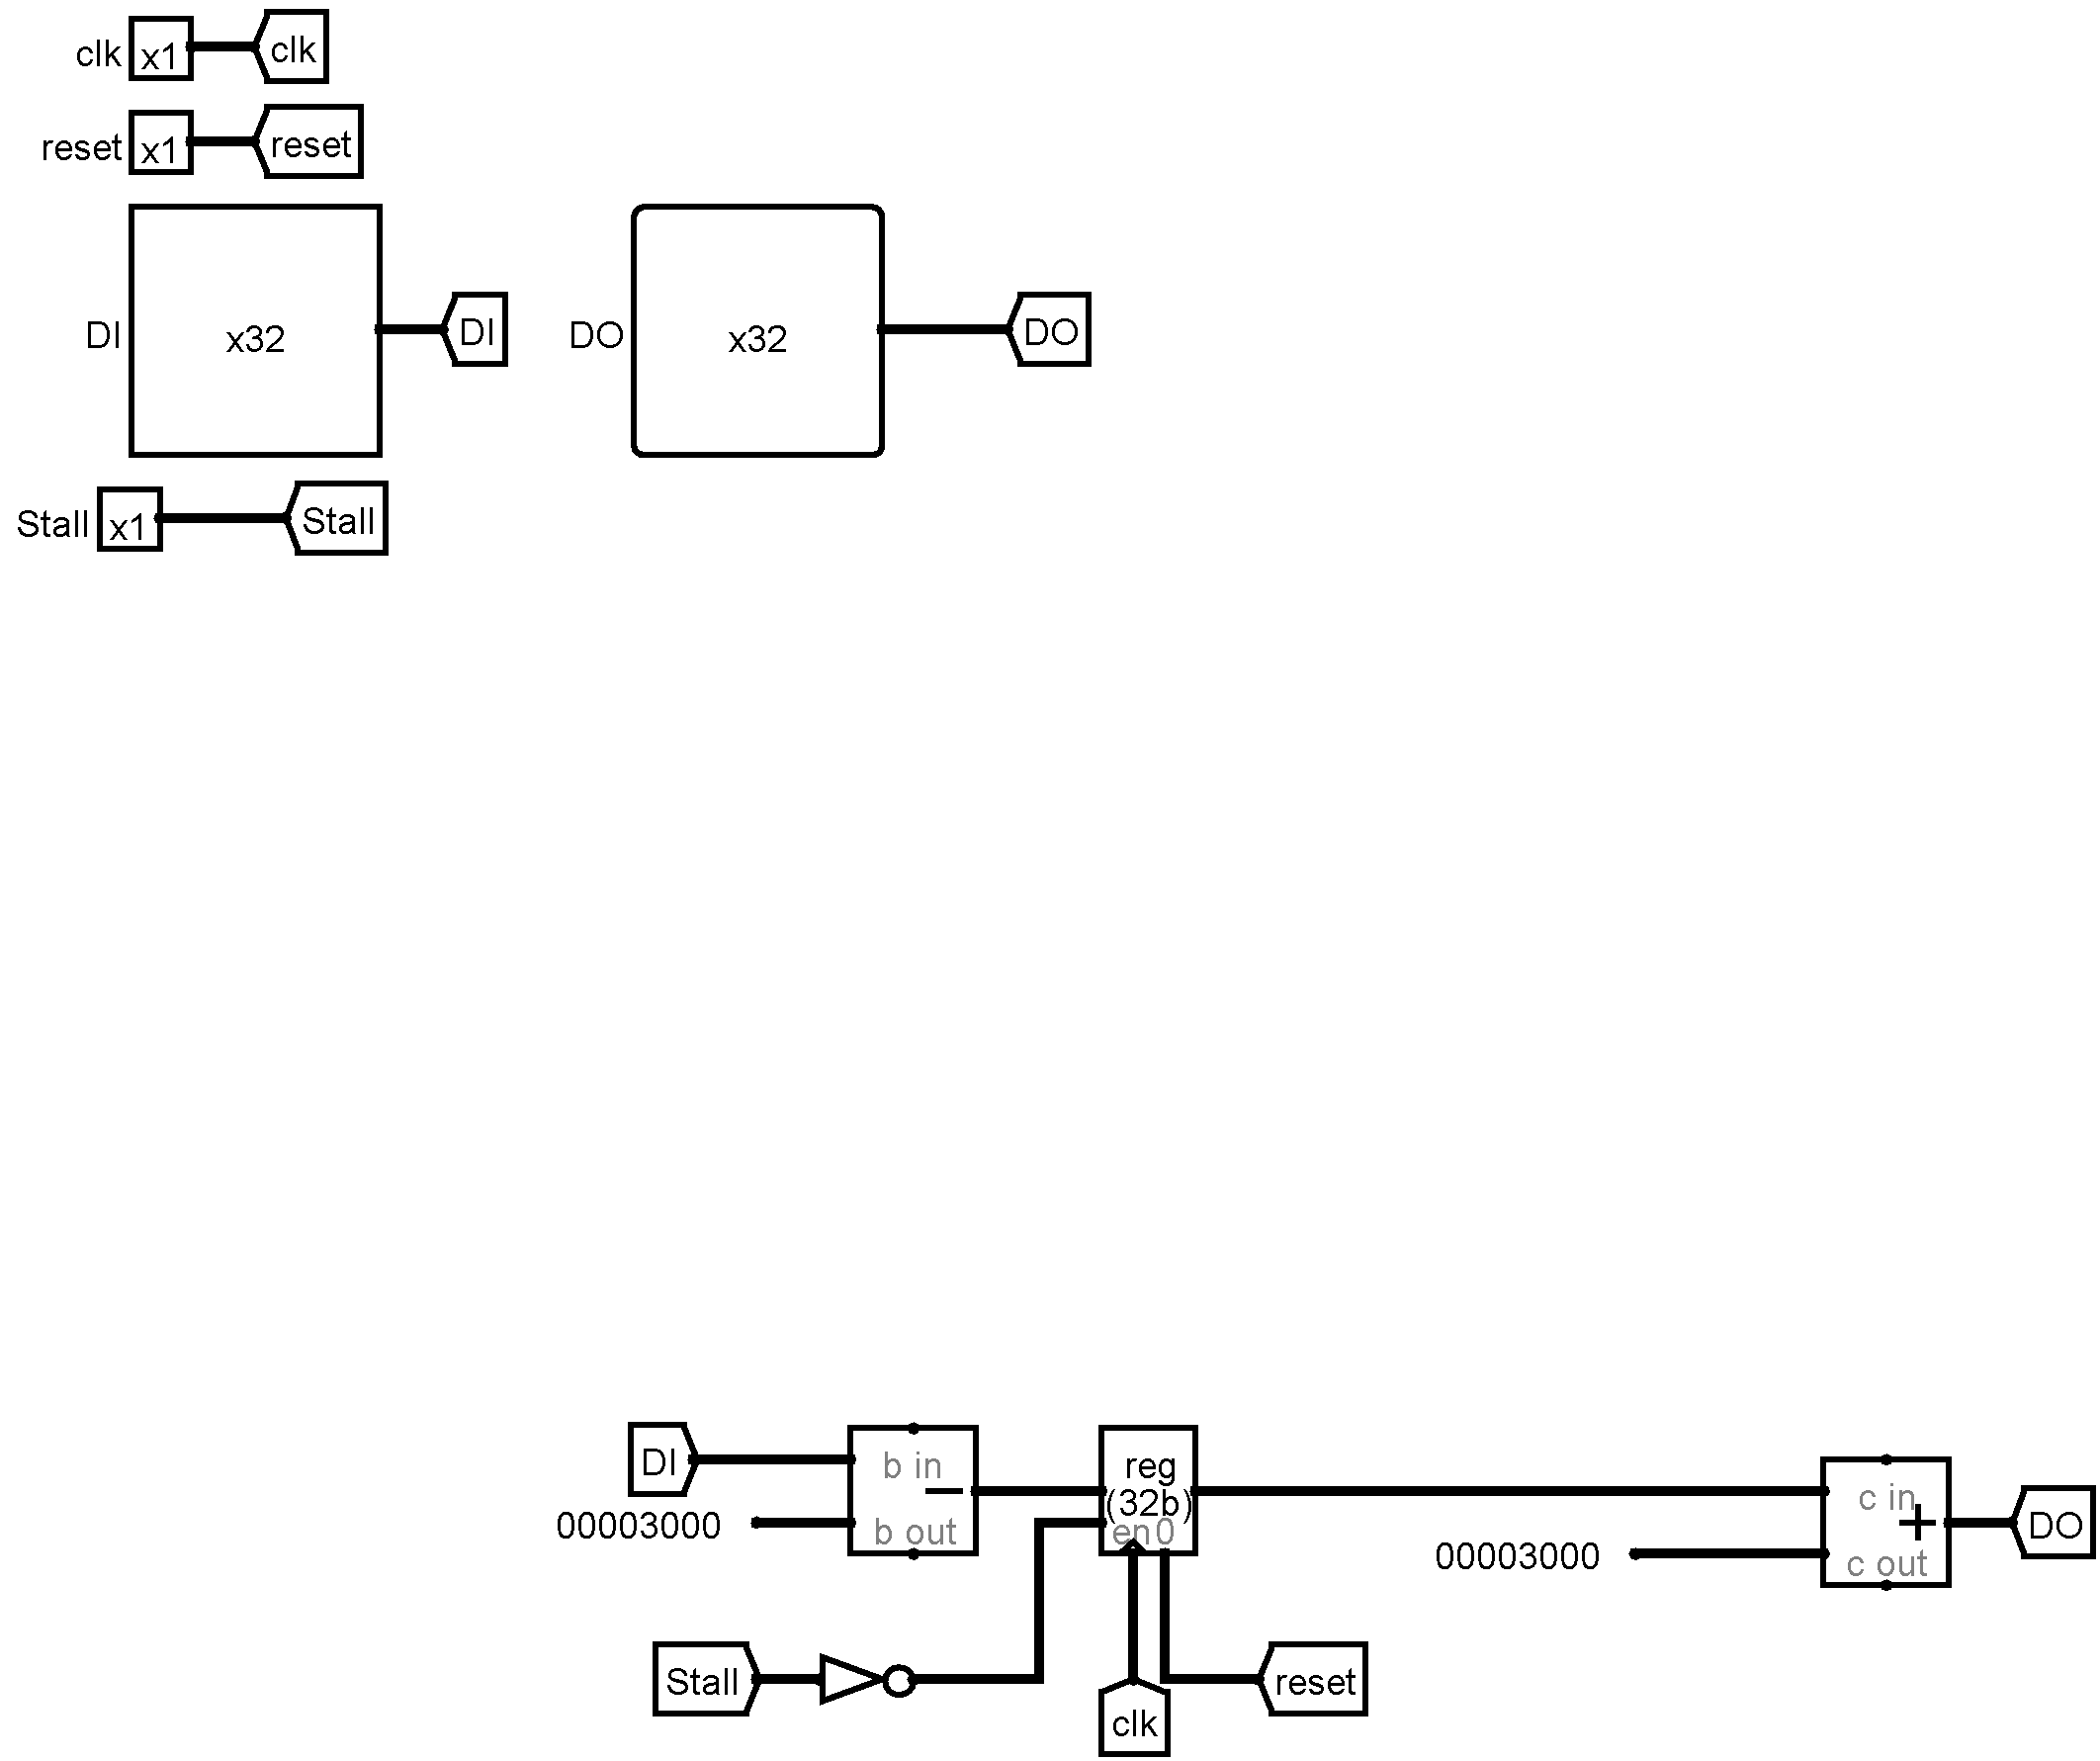 clk x1 clk
reset x1 reset
DI x32 DI DO x32 DO
Stall x1 Stall
DI b in reg
(32b) c in
00003000 b out en 0 DO
00003000 c out
Stall reset
clk